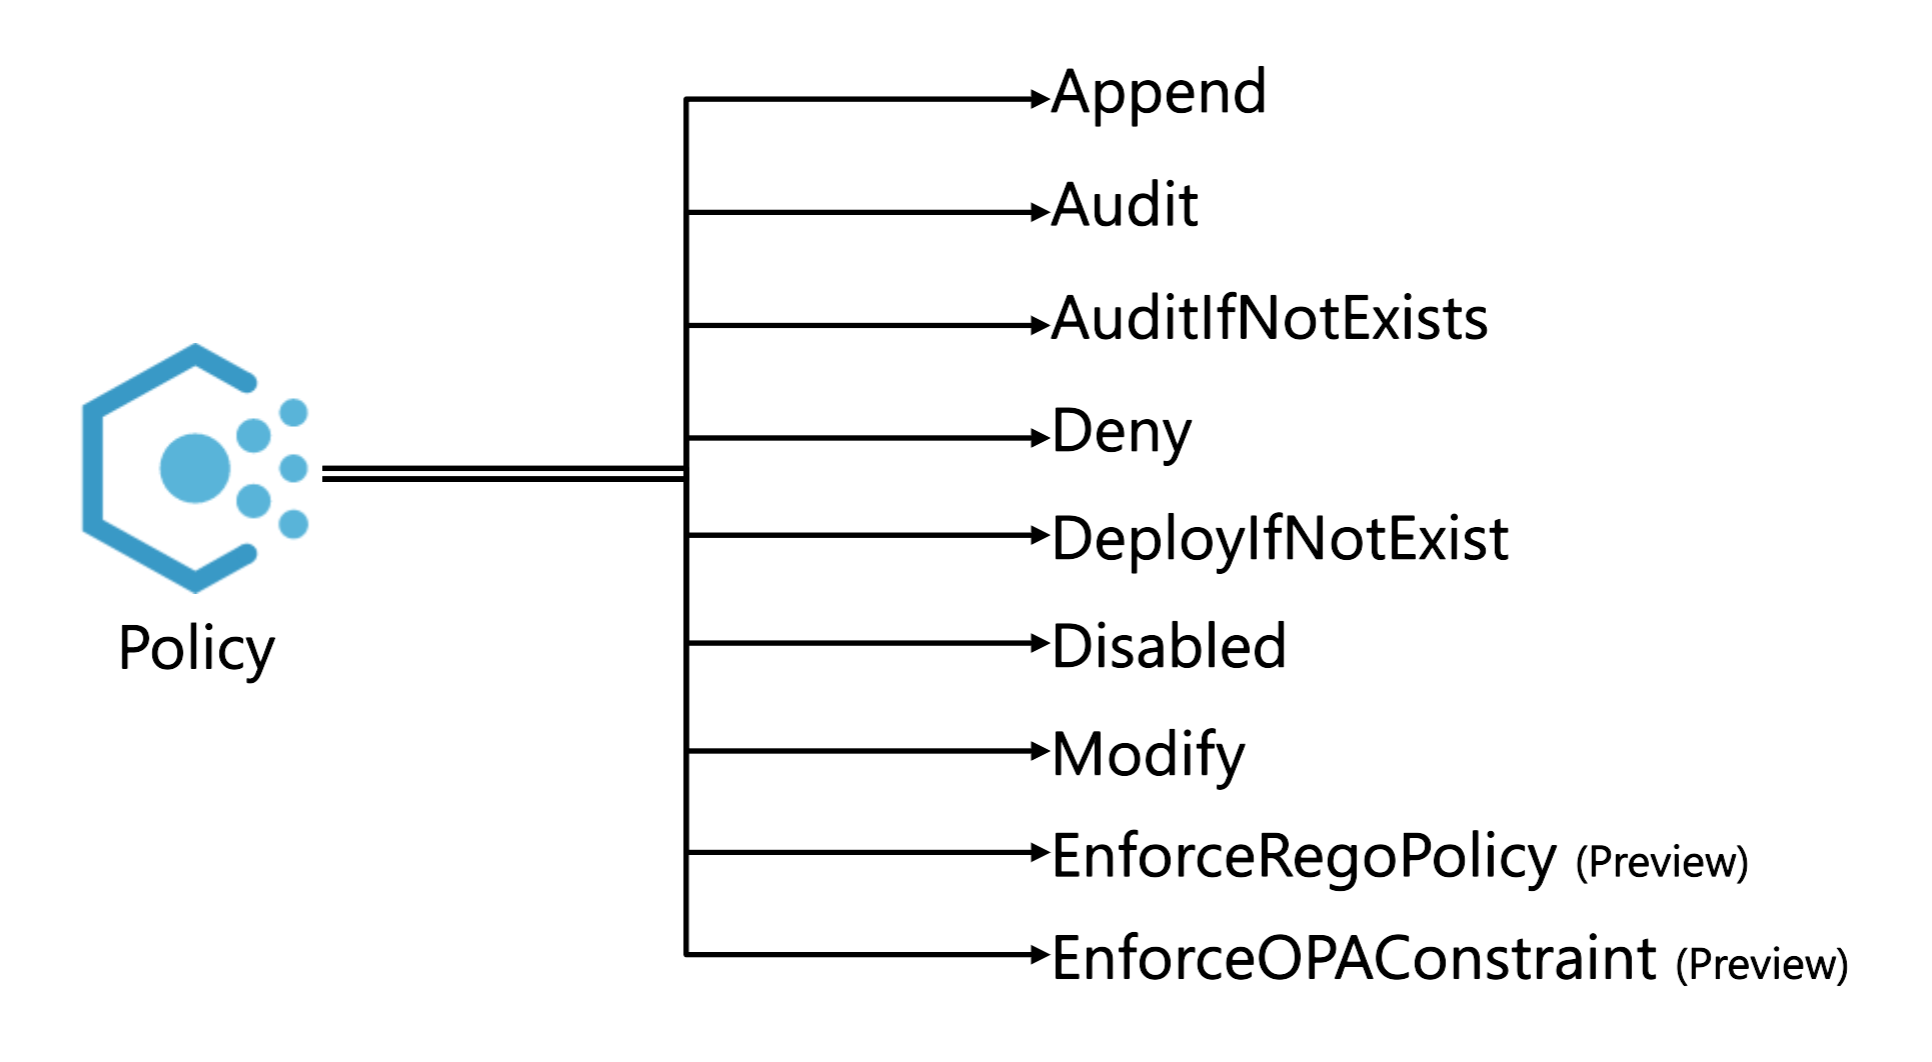 Append
Audit
AuditIfNotExists
Deny
DeployIfNotExist
Disabled
Policy
Modify
EnforceRegoPolicy (Preview)
EnforceOPAConstraint (Preview)